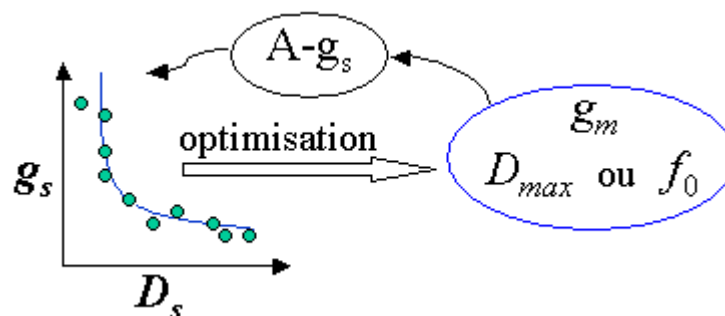 A-gs
optimisation
gm
Dmax ou f0
gs
Ds